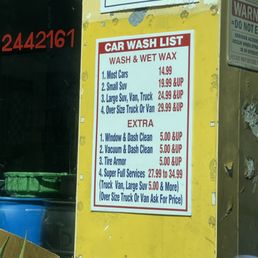 2442161
CAR WASH LIST
WASH & WET WAX
1. Most Cars 14.99
2. Small Suv 19.99 &UP
3. Large Suv, Van, Truck 24.99 &UP
4. Over Size Truck Or Van 29.99 &UP
EXTRA
1. Window & Dash Clean 5.00 &UP
2. Vacuum & Dash Clean 5.00 &UP
3. Tire Armor 5.00 &UP
4. Super Full Services 27.99 to 34.99
(Truck Van, Large Suv 5.00 & More)
(Over Size Truck Or Van Ask For Price)
WARN
DO NOT E